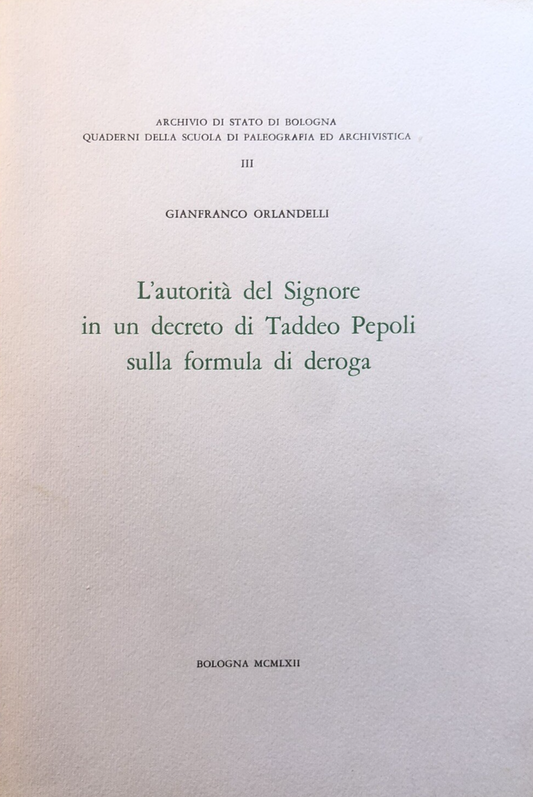 ARCHIVIO DI STATO DI BOLOGNA
QUADERNI DELLA SCUOLA DI PALEOGRAFIA ED ARCHIVISTICA
III
GIANFRANCO ORLANDELLI
L'autorità del Signore
in un decreto di Taddeo Pepoli
sulla formula di deroga
BOLOGNA MCMLXII